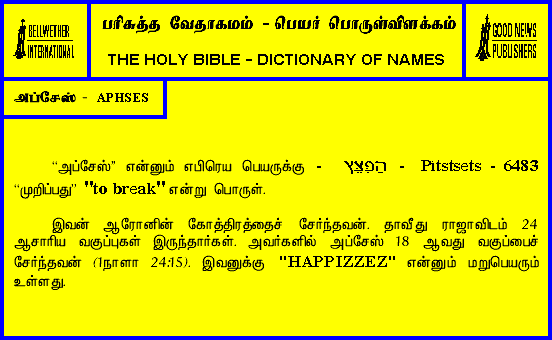 BELLWETHER
INTERNATIONAL
பரிசுத்த வேதாகமம் - பெயர் பொருள்விளக்கம்
THE HOLY BIBLE - DICTIONARY OF NAMES
GOOD NEWS
PUBLISHERS
அப்சேஸ் - APHSES
“அப்சேஸ்” என்னும் எபிரெய பெயருக்கு - הַפִּצֵּץ - Pitstsets - 6483
“முறிப்பது” "to break" என்று பொருள்.
இவன் ஆரோனின் கோத்திரத்தைச் சேர்ந்தவன். தாவீது ராஜாவிடம் 24
ஆசாரிய வகுப்புகள் இருந்தார்கள். அவர்களில் அப்சேஸ் 18 ஆவது வகுப்பைச்
சேர்ந்தவன் (1நாளா 24:15). இவனுக்கு "HAPPIZZEZ" என்னும் மறுபெயரும்
உள்ளது.